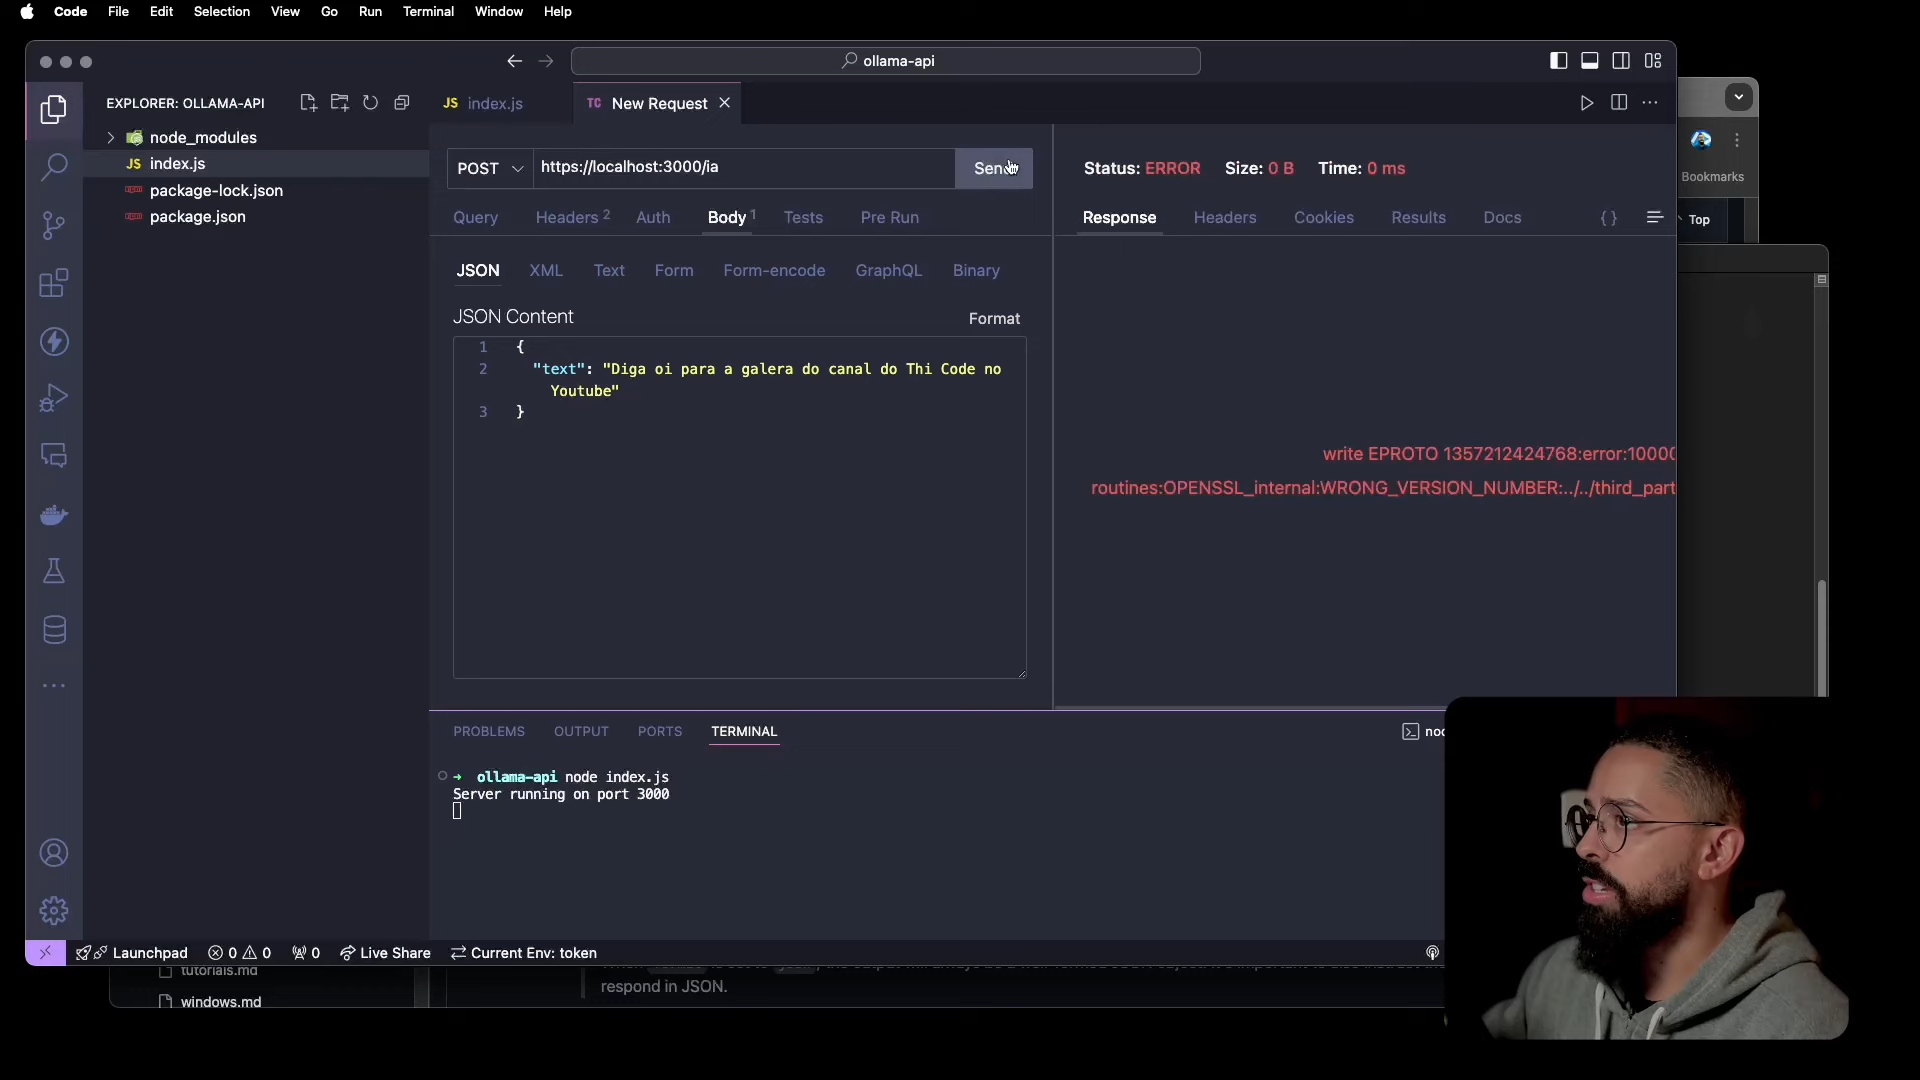 Code File Edit Selection View Go Run Terminal Window Help
ollama-api
EXPLORER: OLLAMA-API
JS index.js
TC New Request
node_modules
JS index.js
package-lock.json
package.json
POST https://localhost:3000/ia
Send
Status: ERROR Size: 0 B Time: 0 ms
Bookmarks
Query Headers 2 Auth Body 1 Tests Pre Run
Response Headers Cookies Results Docs { }
Top
JSON XML Text Form Form-encode GraphQL Binary
JSON Content
Format
1 {
2 "text": "Diga oi para a galera do canal do Thi Code no
Youtube"
3 }
write EPROTO 1357212424768:error:1000
routines:OPENSSL_internal:WRONG_VERSION_NUMBER:../../third_part
PROBLEMS OUTPUT PORTS TERMINAL
➜ ollama-api node index.js
Server running on port 3000
Launchpad 0 0 0 Live Share Current Env: token
tutorials.md
respond in JSON.
windows.md